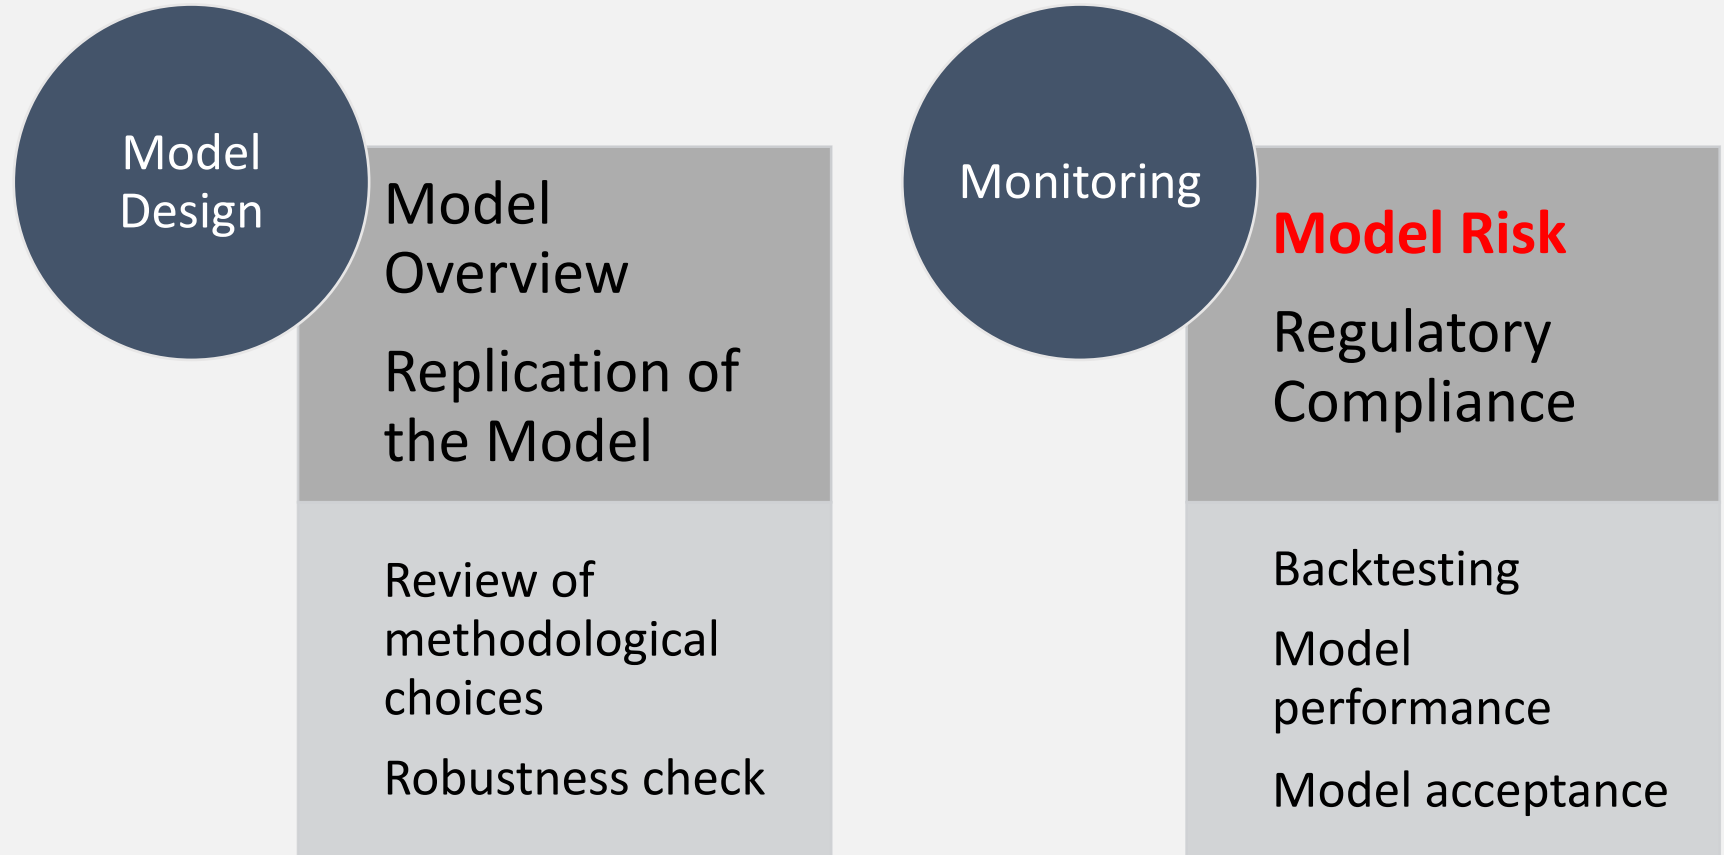 Model
Design
Model
Overview
Replication of
the Model
Review of
methodological
choices
Robustness check
Monitoring
Model Risk
Regulatory
Compliance
Backtesting
Model
performance
Model acceptance